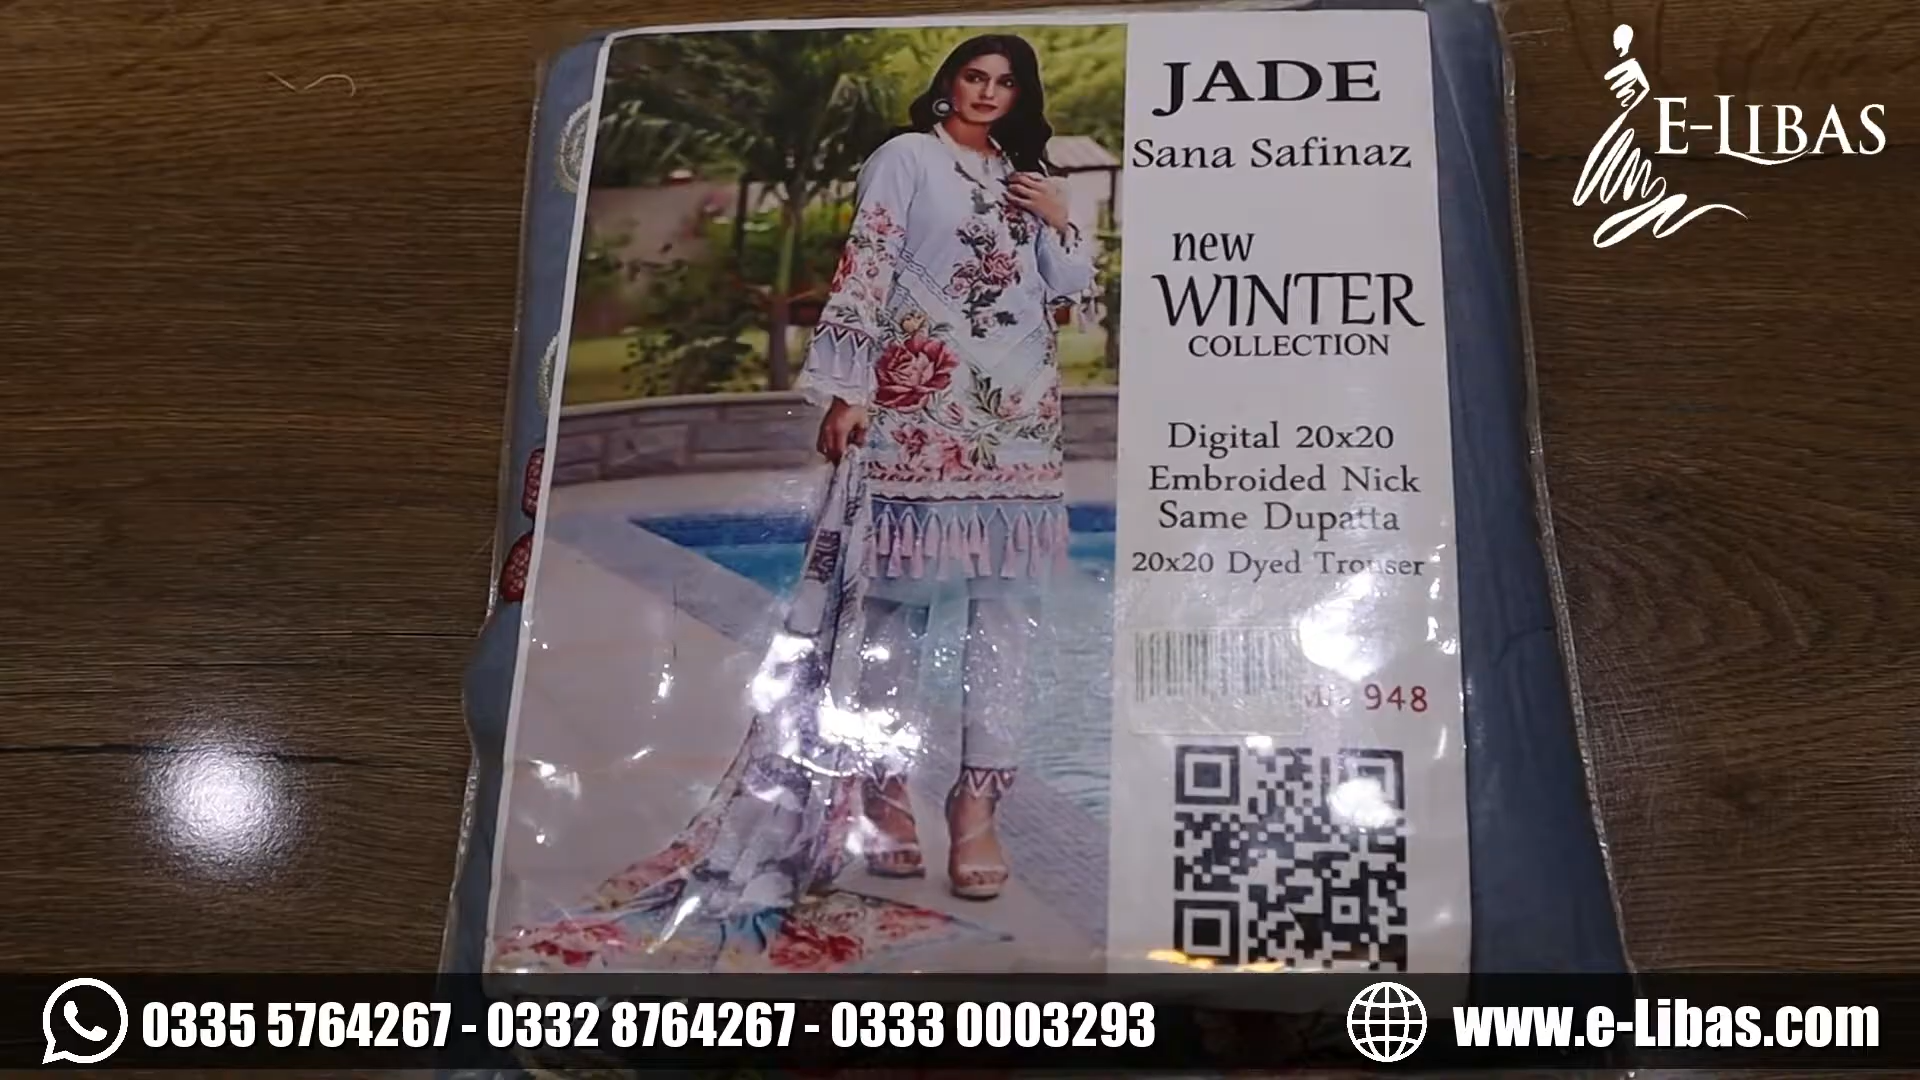 JADE
Sana Safinaz
new
WINTER
COLLECTION
Digital 20x20
Embroided Nick
Same Dupatta
20x20 Dyed Trouser
948
E-LIBAS
0335 5764267 - 0332 8764267 - 0333 0003293
www.e-Libas.com